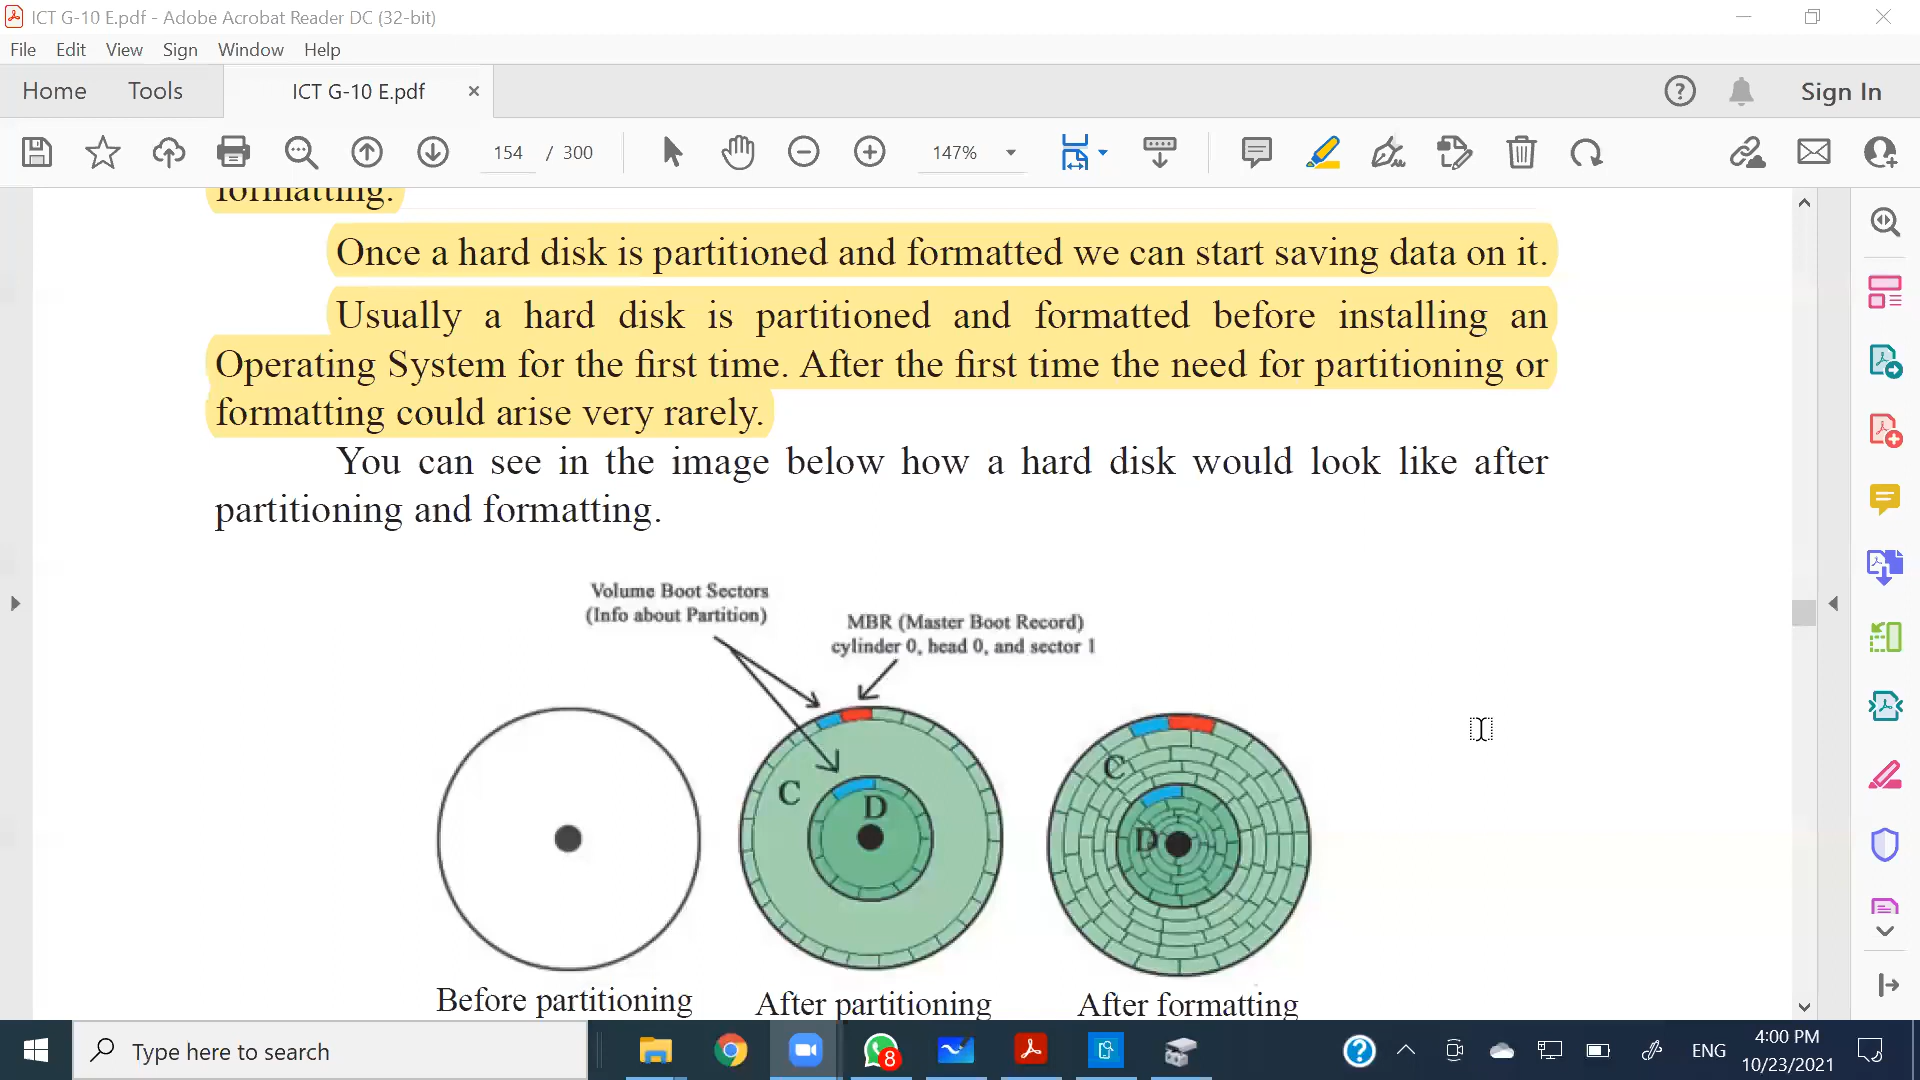 ICT G-10 E.pdf - Adobe Acrobat Reader DC (32-bit)
File Edit View Sign Window Help
Home Tools ICT G-10 E.pdf × Sign In
154 / 300 147%
formatting.
Once a hard disk is partitioned and formatted we can start saving data on it.
Usually a hard disk is partitioned and formatted before installing an
Operating System for the first time. After the first time the need for partitioning or
formatting could arise very rarely.
You can see in the image below how a hard disk would look like after
partitioning and formatting.
Volume Boot Sectors
(Info about Partition)
MBR (Master Boot Record)
cylinder 0, head 0, and sector 1
C
D
C
D
Before partitioning
After partitioning
After formatting
Type here to search
8
ENG
4:00 PM
10/23/2021